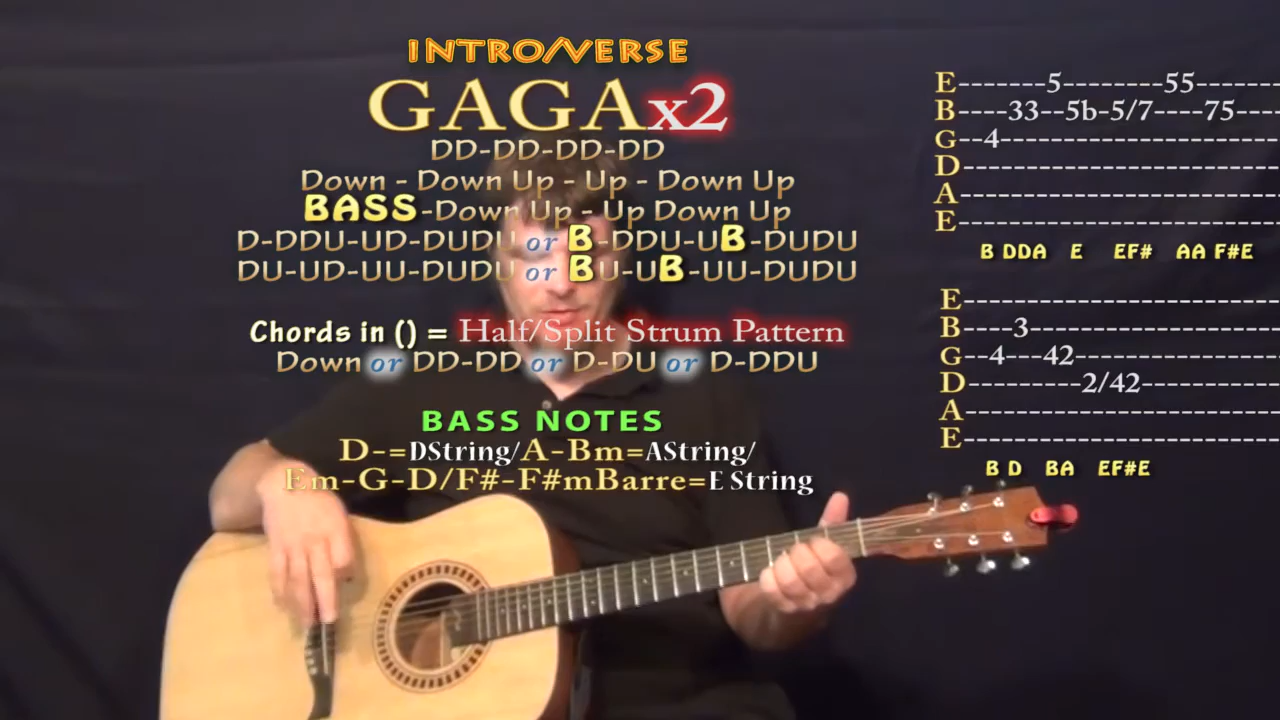 INTRO/VERSE
GAGAx2
DD-DD-DD-DD
Down - Down Up - Up - Down Up
BASS-Down Up - Up Down Up
D-DDU-UD-DUDU or B-DDU-UB-DUDU
DU-UD-UU-DUDU or BU-UB-UU-DUDU
Chords in () = Half/Split Strum Pattern
Down or DD-DD or D-DU or D-DDU
BASS NOTES
D-=DString/A-Bm=AString/
Em-G-D/F#-F#mBarre=E String
E-------5--------55------
B----33--5b-5/7----75----
G--4---------------------
D------------------------
A------------------------
E------------------------
B DDA E EF# AA F#E
E------------------------
B----3-------------------
G--4---42----------------
D---------2/42-----------
A------------------------
E------------------------
B D BA EF#E